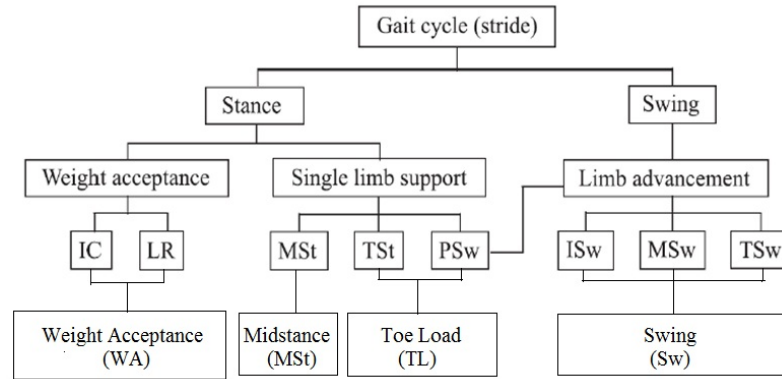 Gait cycle (stride)
Stance
Swing
Weight acceptance
Single limb support
Limb advancement
IC
LR
MSt
TSt
PSw
ISw
MSw
TSw
Weight Acceptance
(WA)
Midstance
(MSt)
Toe Load
(TL)
Swing
(Sw)